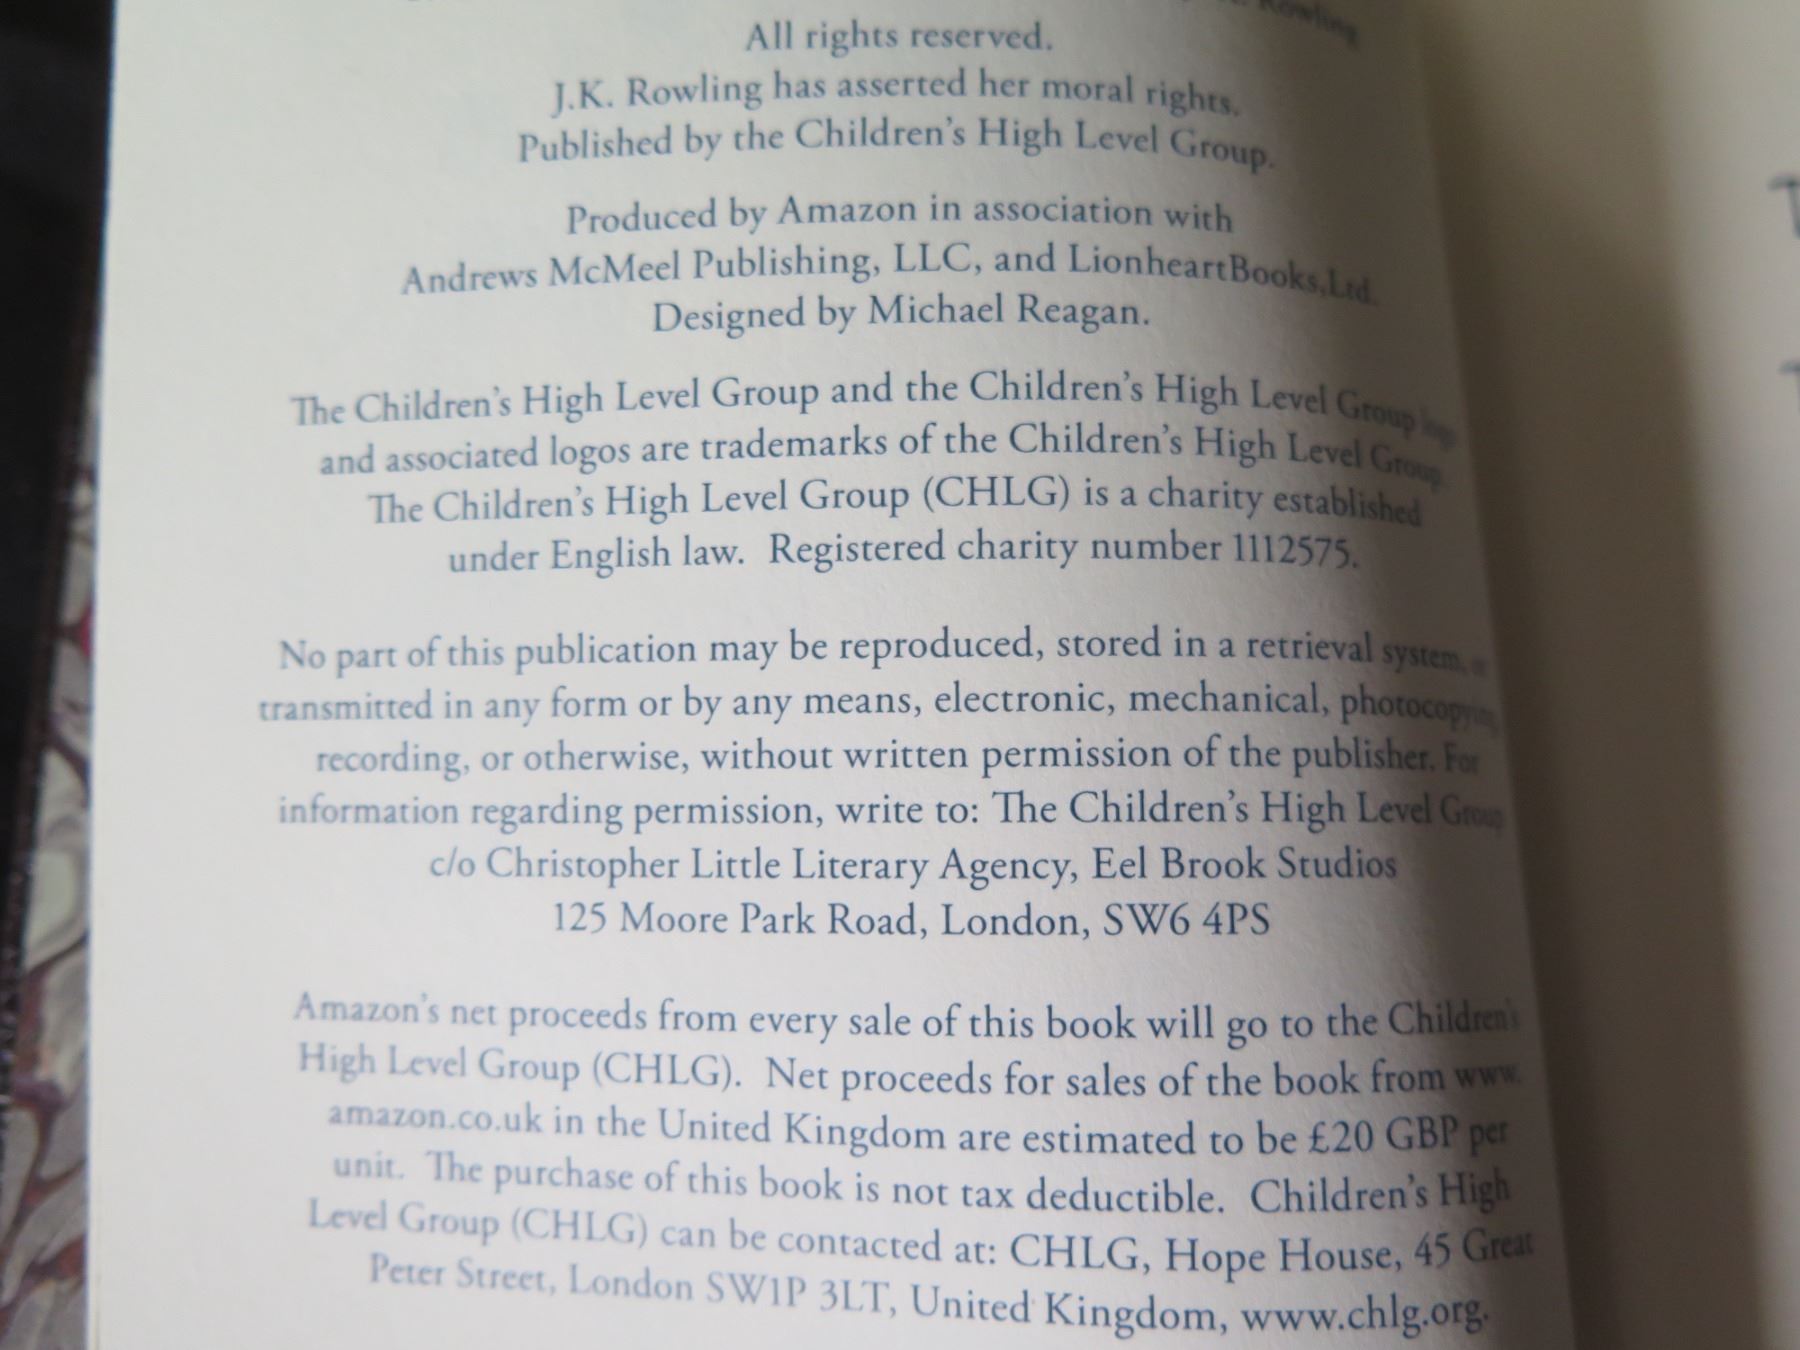 Rowling
All rights reserved.
J.K. Rowling has asserted her moral rights.
Published by the Children's High Level Group.
Produced by Amazon in association with
Andrews McMeel Publishing, LLC, and LionheartBooks,Ltd.
Designed by Michael Reagan.
The Children's High Level Group and the Children's High Level Group logo
and associated logos are trademarks of the Children's High Level Group.
The Children's High Level Group (CHLG) is a charity established
under English law. Registered charity number 1112575.
No part of this publication may be reproduced, stored in a retrieval system, or
transmitted in any form or by any means, electronic, mechanical, photocopying,
recording, or otherwise, without written permission of the publisher. For
information regarding permission, write to: The Children's High Level Group
c/o Christopher Little Literary Agency, Eel Brook Studios
125 Moore Park Road, London, SW6 4PS
Amazon's net proceeds from every sale of this book will go to the Children's
High Level Group (CHLG). Net proceeds for sales of the book from www.
amazon.co.uk in the United Kingdom are estimated to be £20 GBP per
unit. The purchase of this book is not tax deductible. Children's High
Level Group (CHLG) can be contacted at: CHLG, Hope House, 45 Great
Peter Street, London SW1P 3LT, United Kingdom, www.chlg.org.